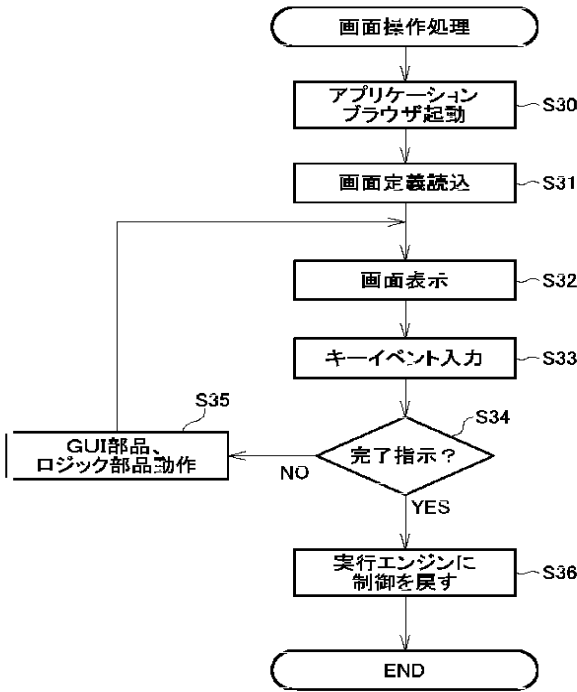 画面操作処理
アプリケーション
ブラウザ起動
S30
画面定義読込
S31
画面表示
S32
キーイベント入力
S33
S35
S34
GUI部品、
ロジック部品動作
NO
完了指示？
YES
実行エンジンに
制御を戻す
S36
END